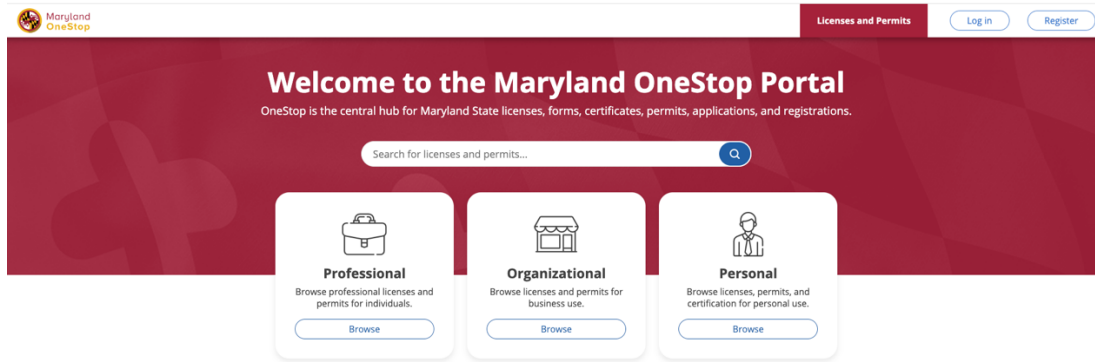 Maryland
OneStop
Licenses and Permits
Log in
Register
Welcome to the Maryland OneStop Portal
OneStop is the central hub for Maryland State licenses, forms, certificates, permits, applications, and registrations.
Search for licenses and permits...
Professional
Browse professional licenses and
permits for individuals.
Browse
Organizational
Browse licenses and permits for
business use.
Browse
Personal
Browse licenses, permits, and
certification for personal use.
Browse